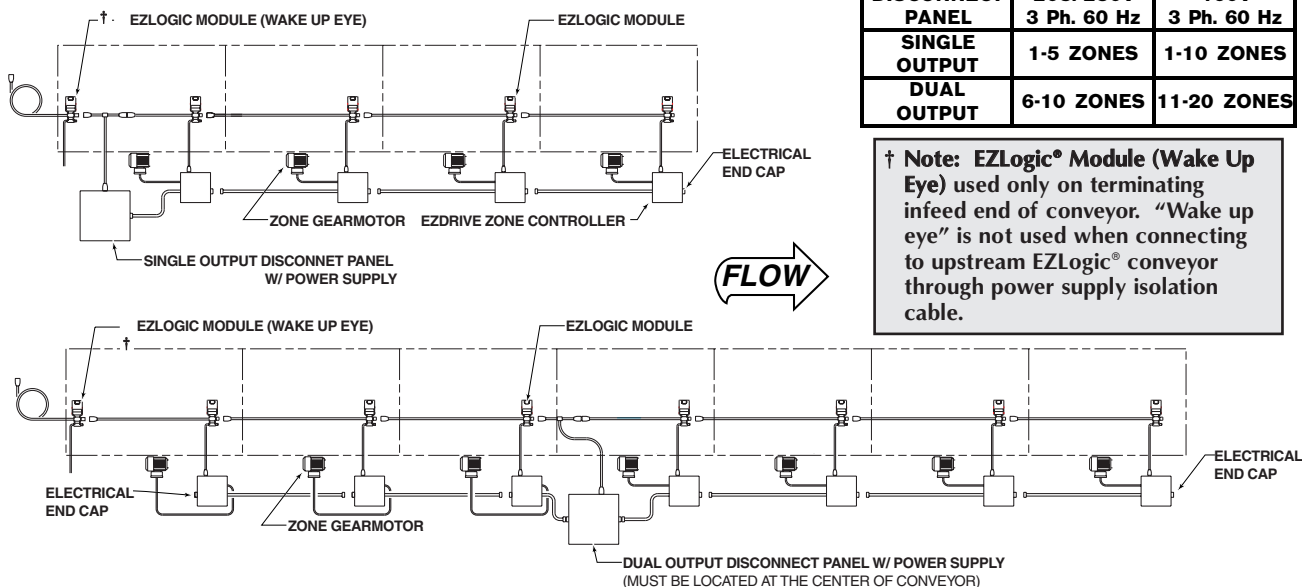 † . EZLOGIC MODULE (WAKE UP EYE)
EZLOGIC MODULE
ELECTRICAL
END CAP
ZONE GEARMOTOR
EZDRIVE ZONE CONTROLLER
SINGLE OUTPUT DISCONNET PANEL
W/ POWER SUPPLY
PANEL 3 Ph. 60 Hz 3 Ph. 60 Hz
SINGLE
OUTPUT
1-5 ZONES 1-10 ZONES
DUAL
OUTPUT
6-10 ZONES 11-20 ZONES
† Note: EZLogic® Module (Wake Up
Eye) used only on terminating
infeed end of conveyor. “Wake up
eye” is not used when connecting
to upstream EZLogic® conveyor
through power supply isolation
cable.
FLOW
EZLOGIC MODULE (WAKE UP EYE)
†
EZLOGIC MODULE
ELECTRICAL
END CAP
ZONE GEARMOTOR
ELECTRICAL
END CAP
DUAL OUTPUT DISCONNECT PANEL W/ POWER SUPPLY
(MUST BE LOCATED AT THE CENTER OF CONVEYOR)